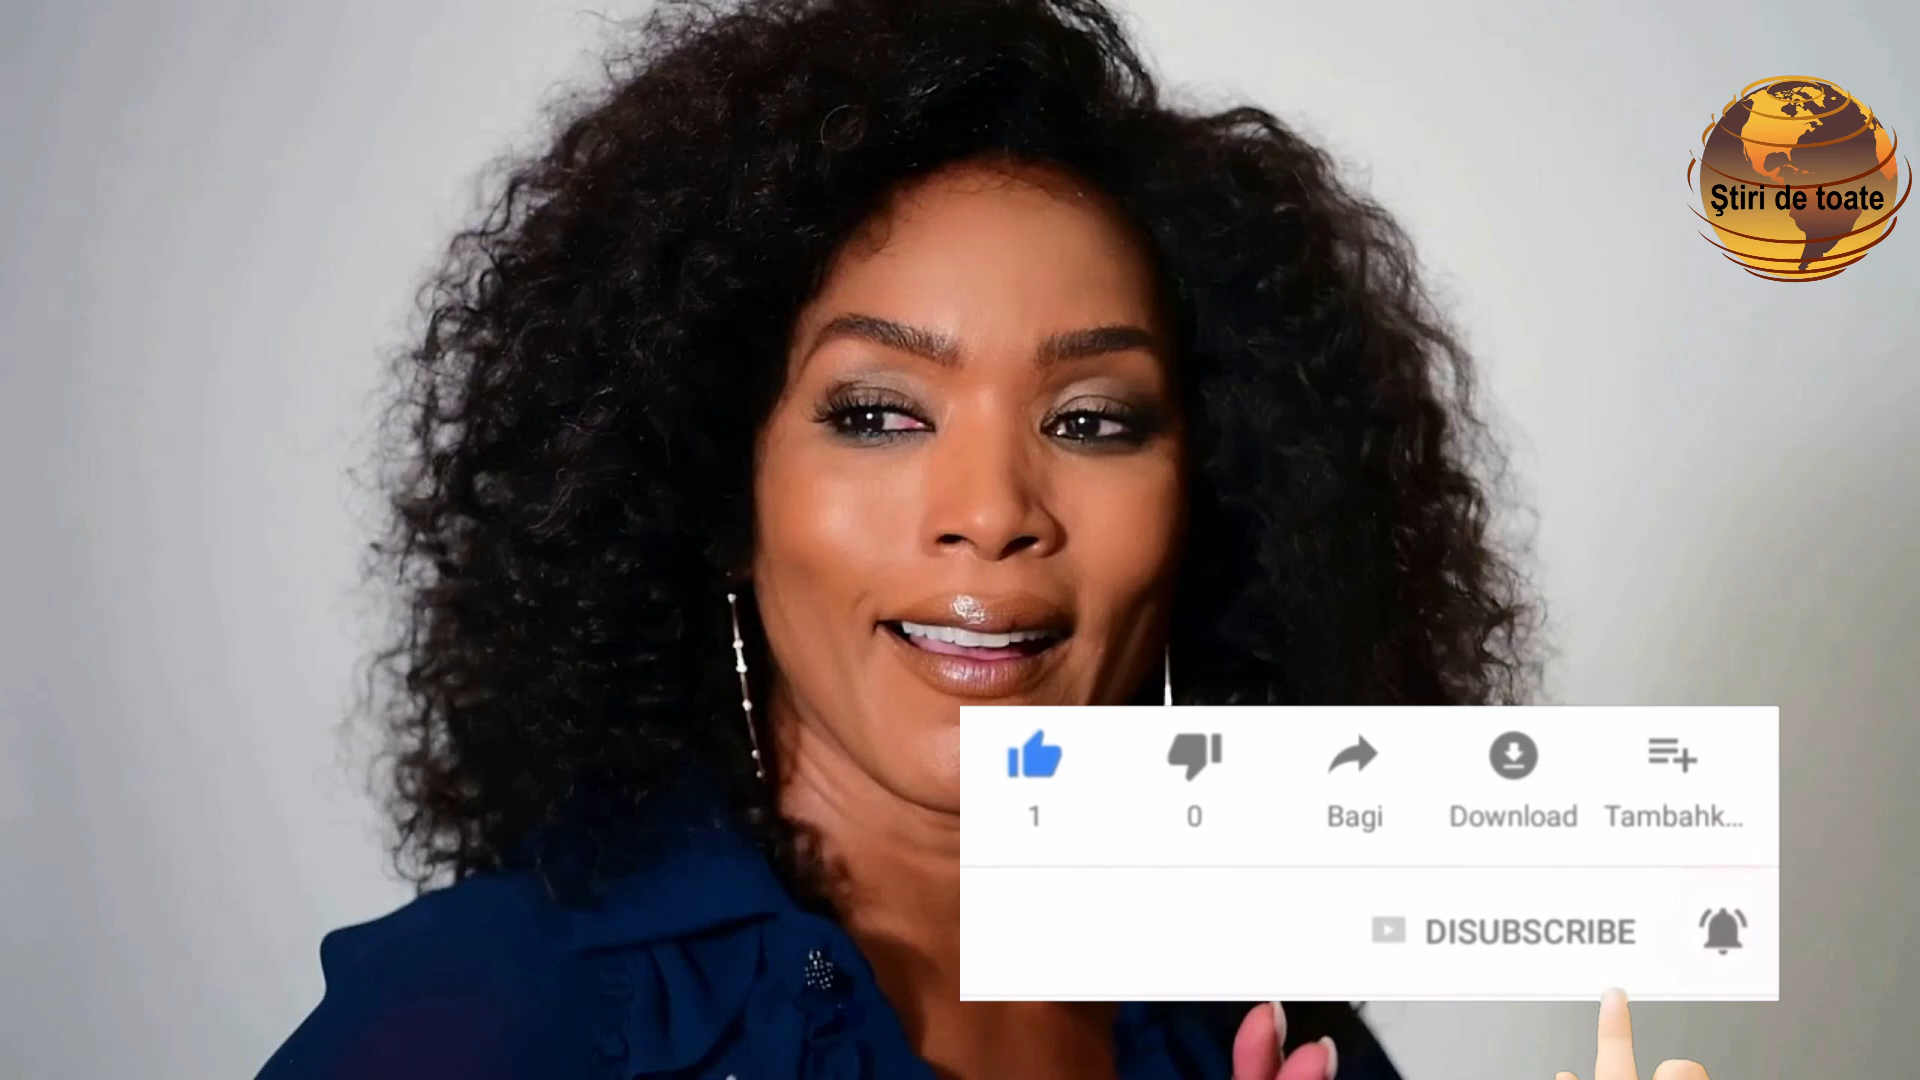 Ştiri de toate
1
0
Bagi
Download
Tambahk...
DISUBSCRIBE